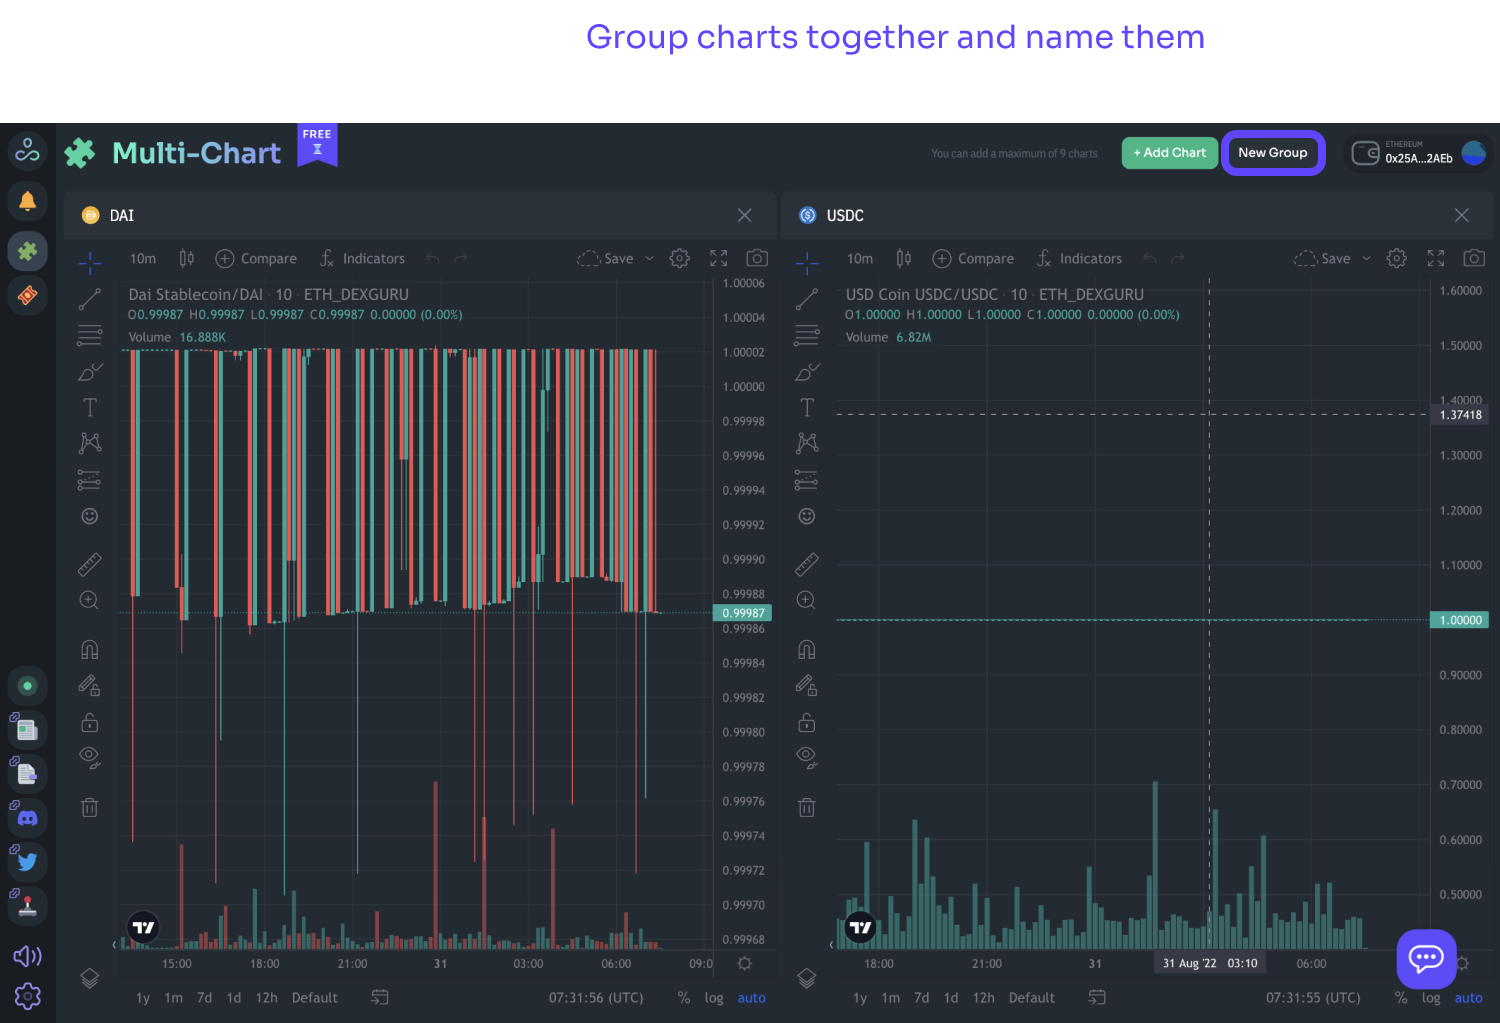 Group charts together and name them
Multi-Chart
FREE
You can add a maximum of 9 charts
+ Add Chart
New Group
ETHEREUM
0x25A...2AEb
DAI
10m
Compare
Indicators
Save
Dai Stablecoin/DAI · 10 · ETH_DEXGURU
O0.99987 H0.99987 L0.99987 C0.99987 0.00000 (0.00%)
Volume 16.888K
1.00006
1.00004
1.00002
1.00000
0.99998
0.99996
0.99994
0.99992
0.99990
0.99988
0.99987
0.99986
0.99984
0.99982
0.99980
0.99978
0.99976
0.99974
0.99972
0.99970
0.99968
15:00 18:00 21:00 31 03:00 06:00 09:0
1y 1m 7d 1d 12h Default 07:31:56 (UTC) % log auto
USDC
10m
Compare
Indicators
Save
USD Coin USDC/USDC · 10 · ETH_DEXGURU
O1.00000 H1.00000 L1.00000 C1.00000 0.00000 (0.00%)
Volume 6.82M
1.60000
1.50000
1.40000
1.37418
1.30000
1.20000
1.10000
1.00000
0.90000
0.80000
0.70000
0.60000
0.50000
18:00 21:00 31 31 Aug '22 03:10 06:00
1y 1m 7d 1d 12h Default 07:31:55 (UTC) % log auto